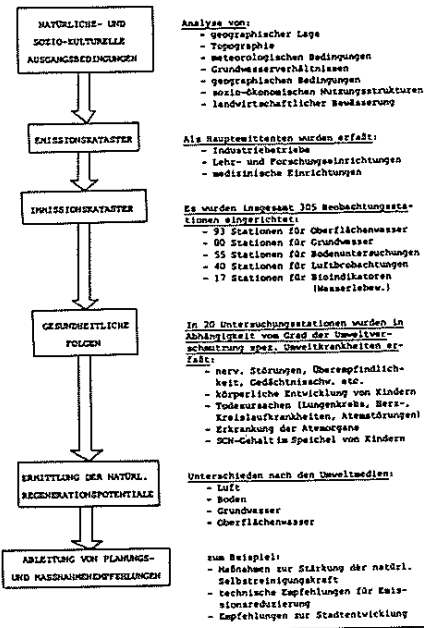 NATÜRLICHE- UND
SOZIO-KULTURELLE
AUSGANGSBEDINGUNGEN
Analyse von:
- geographischer Lage
- Topographie
- meteorologischen Bedingungen
- Grundwasserverhältnissen
- geographischen Bedingungen
- sozio-ökonomischen Nutzungsstrukturen
- landwirtschaftlicher Bewässerung
EMISSIONSKATASTER
Als Hauptemittenten wurden erfaßt:
- Industriebetriebe
- Lehr- und Forschungseinrichtungen
- medizinische Einrichtungen
IMMISSIONSKATASTER
Es wurden insgesamt 305 Beobachtungssta-
tionen eingerichtet:
- 93 Stationen für Oberflächenwasser
- 00 Stationen für Grundwasser
- 55 Stationen für Bodenuntersuchungen
- 40 Stationen für Luftbeobachtungen
- 17 Stationen für Bioindikatoren
(Wasserlebew.)
GESUNDHEITLICHE
FOLGEN
In 20 Untersuchungsstationen wurden in
Abhängigkeit vom Grad der Umweltver-
schmutzung spez. Umweltkrankheiten er-
faßt:
- nerv. Störungen, Überempfindlich-
keit, Gedächtnisschw. etc.
- körperliche Entwicklung von Kindern
- Todesursachen (Lungenkrebs, Herz-,
Kreislaufkrankheiten, Atemstörungen)
- Erkrankung der Atemorgane
- SCN-Gehalt im Speichel von Kindern
ERMITTLUNG DER NATÜRL.
REGENERATIONSPOTENTIALE
Unterschieden nach den Umweltmedien:
- Luft
- Boden
- Grundwasser
- Oberflächenwasser
ABLEITUNG VON PLANUNGS-
UND MASSNAHMENEMPFEHLUNGEN
zum Beispiel:
- Maßnahmen zur Stärkung der natürl.
Selbstreinigungskraft
- technische Empfehlungen für Emis-
sionsreduzierung
- Empfehlungen zur Stadtentwicklung